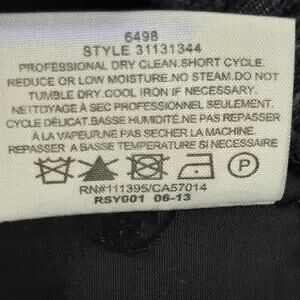 6498
STYLE 31131344
PROFESSIONAL DRY CLEAN.SHORT CYCLE.
REDUCE OR LOW MOISTURE.NO STEAM.DO NOT
TUMBLE DRY.COOL IRON IF NECESSARY.
NETTOYAGE À SEC PROFESSIONNEL SEULEMENT.
CYCLE DÉLICAT.BASSE HUMIDITÉ.NE PAS REPASSER
A LA VAPEUR.NE PAS SECHER LA MACHINE.
REPASSER A BASSE TEMPERATURE SI NECESSAIRE
RN#111395/CA57014
RSY001 06-13